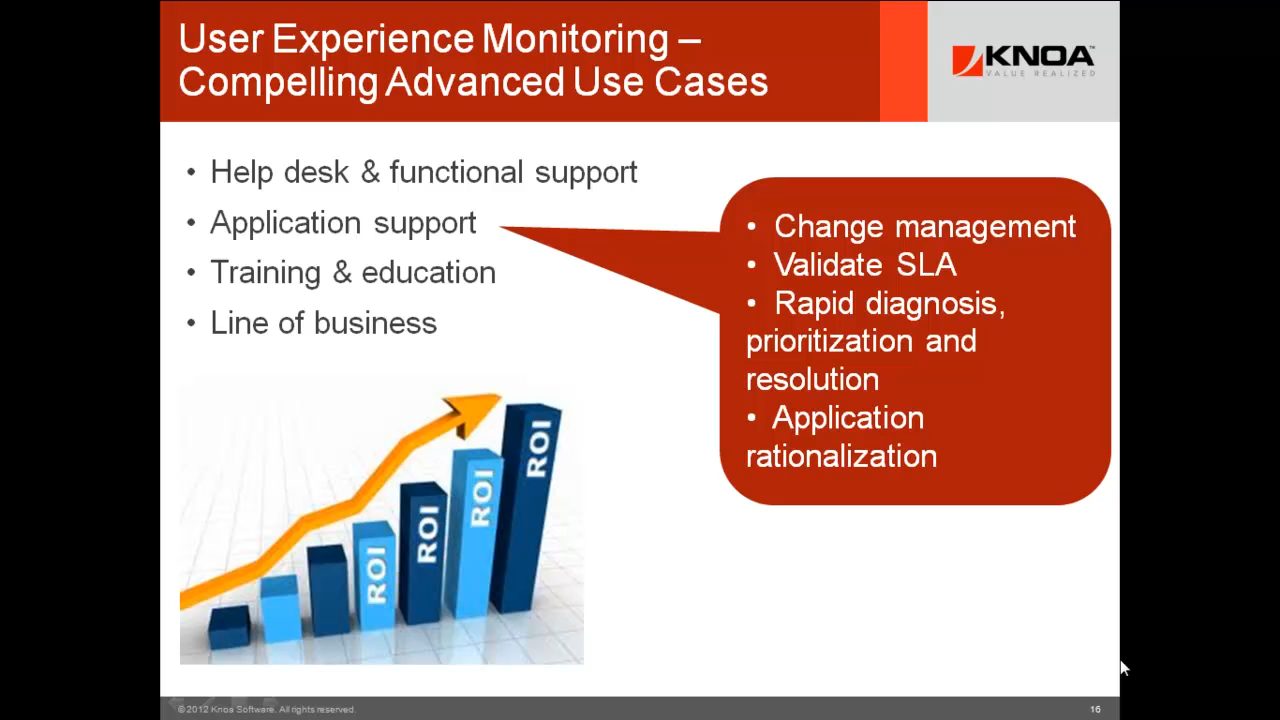 User Experience Monitoring –
Compelling Advanced Use Cases
KNOA™
VALUE REALIZED
• Help desk & functional support
• Application support
• Training & education
• Line of business
• Change management
• Validate SLA
• Rapid diagnosis,
prioritization and
resolution
• Application
rationalization
ROI
ROI
ROI
ROI
© 2012 Knoa Software. All rights reserved.
16